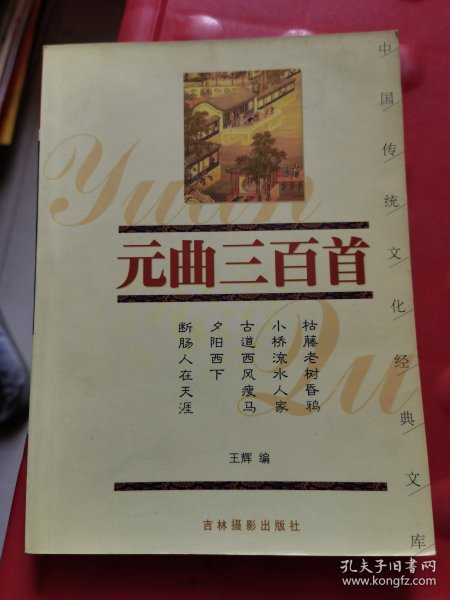 中国传统文化经典文库
Yuan
Qu
元曲三百首
枯藤老树昏鸦
小桥流水人家
古道西风瘦马
夕阳西下
断肠人在天涯
王辉 编
吉林摄影出版社
孔夫子旧书网
www.kongfz.com